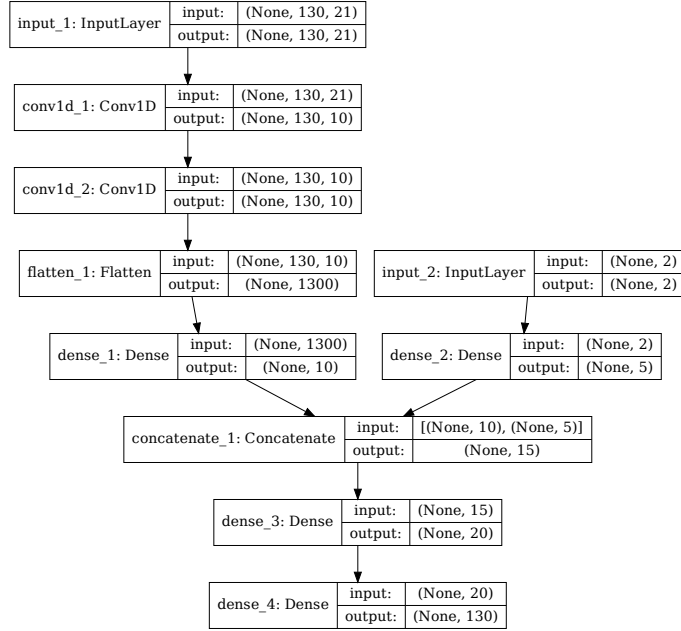 input_1: InputLayer
input: (None, 130, 21)
output: (None, 130, 21)
conv1d_1: Conv1D
input: (None, 130, 21)
output: (None, 130, 10)
conv1d_2: Conv1D
input: (None, 130, 10)
output: (None, 130, 10)
flatten_1: Flatten
input: (None, 130, 10)
output: (None, 1300)
input_2: InputLayer
input: (None, 2)
output: (None, 2)
dense_1: Dense
input: (None, 1300)
output: (None, 10)
dense_2: Dense
input: (None, 2)
output: (None, 5)
concatenate_1: Concatenate
input: [(None, 10), (None, 5)]
output: (None, 15)
dense_3: Dense
input: (None, 15)
output: (None, 20)
dense_4: Dense
input: (None, 20)
output: (None, 130)